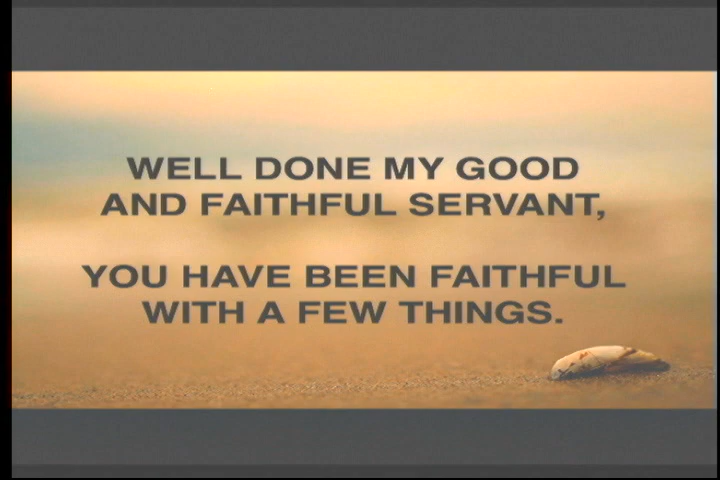 WELL DONE MY GOOD
AND FAITHFUL SERVANT,
YOU HAVE BEEN FAITHFUL
WITH A FEW THINGS.